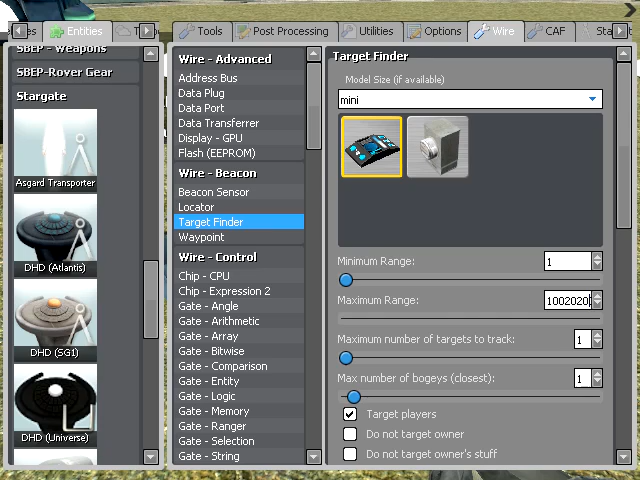 Entities
Tools
Post Processing
Utilities
Options
Wire
CAF
SBEP - Weapons
SBEP-Rover Gear
Stargate
Asgard Transporter
DHD (Atlantis)
DHD (SG1)
DHD (Universe)
Wire - Advanced
Address Bus
Data Plug
Data Port
Data Transferrer
Display - GPU
Flash (EEPROM)
Wire - Beacon
Beacon Sensor
Locator
Target Finder
Waypoint
Wire - Control
Chip - CPU
Chip - Expression 2
Gate - Angle
Gate - Arithmetic
Gate - Array
Gate - Bitwise
Gate - Comparison
Gate - Entity
Gate - Logic
Gate - Memory
Gate - Ranger
Gate - Selection
Gate - String
Target Finder
Model Size (if available)
mini
Minimum Range: 1
Maximum Range: 1002020
Maximum number of targets to track: 1
Max number of bogeys (closest): 1
Target players
Do not target owner
Do not target owner's stuff